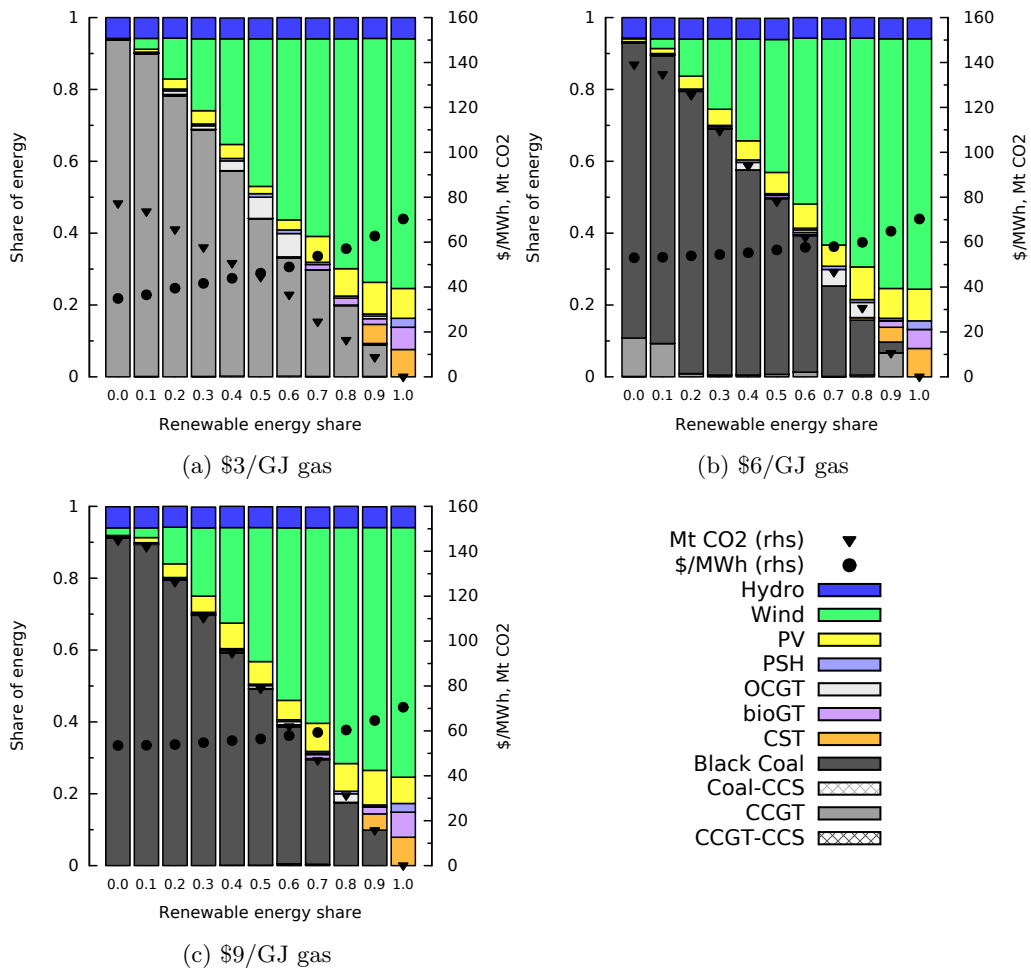 1
0.8
0.6
0.4
0.2
0
Share of energy
160
140
120
100
80
60
40
20
0
$/MWh, Mt CO2
0.0 0.1 0.2 0.3 0.4 0.5 0.6 0.7 0.8 0.9 1.0
Renewable energy share
(a) $3/GJ gas
1
0.8
0.6
0.4
0.2
0
Share of energy
160
140
120
100
80
60
40
20
0
$/MWh, Mt CO2
0.0 0.1 0.2 0.3 0.4 0.5 0.6 0.7 0.8 0.9 1.0
Renewable energy share
(b) $6/GJ gas
1
0.8
0.6
0.4
0.2
0
Share of energy
160
140
120
100
80
60
40
20
0
$/MWh, Mt CO2
0.0 0.1 0.2 0.3 0.4 0.5 0.6 0.7 0.8 0.9 1.0
Renewable energy share
(c) $9/GJ gas
Mt CO2 (rhs)
$/MWh (rhs)
Hydro
Wind
PV
PSH
OCGT
bioGT
CST
Black Coal
Coal-CCS
CCGT
CCGT-CCS